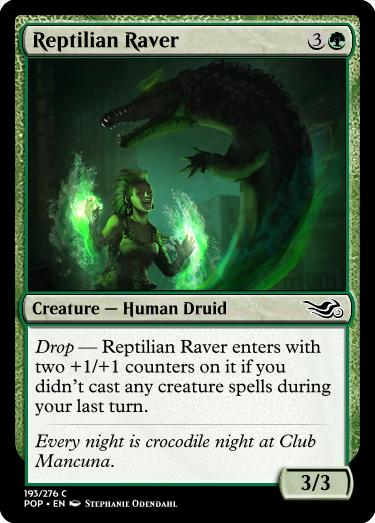 Reptilian Raver 3
Creature — Human Druid
Drop — Reptilian Raver enters with
two +1/+1 counters on it if you
didn't cast any creature spells during
your last turn.
Every night is crocodile night at Club
Mancuna.
3/3
193/276 C
POP • EN Stephanie Odendahl